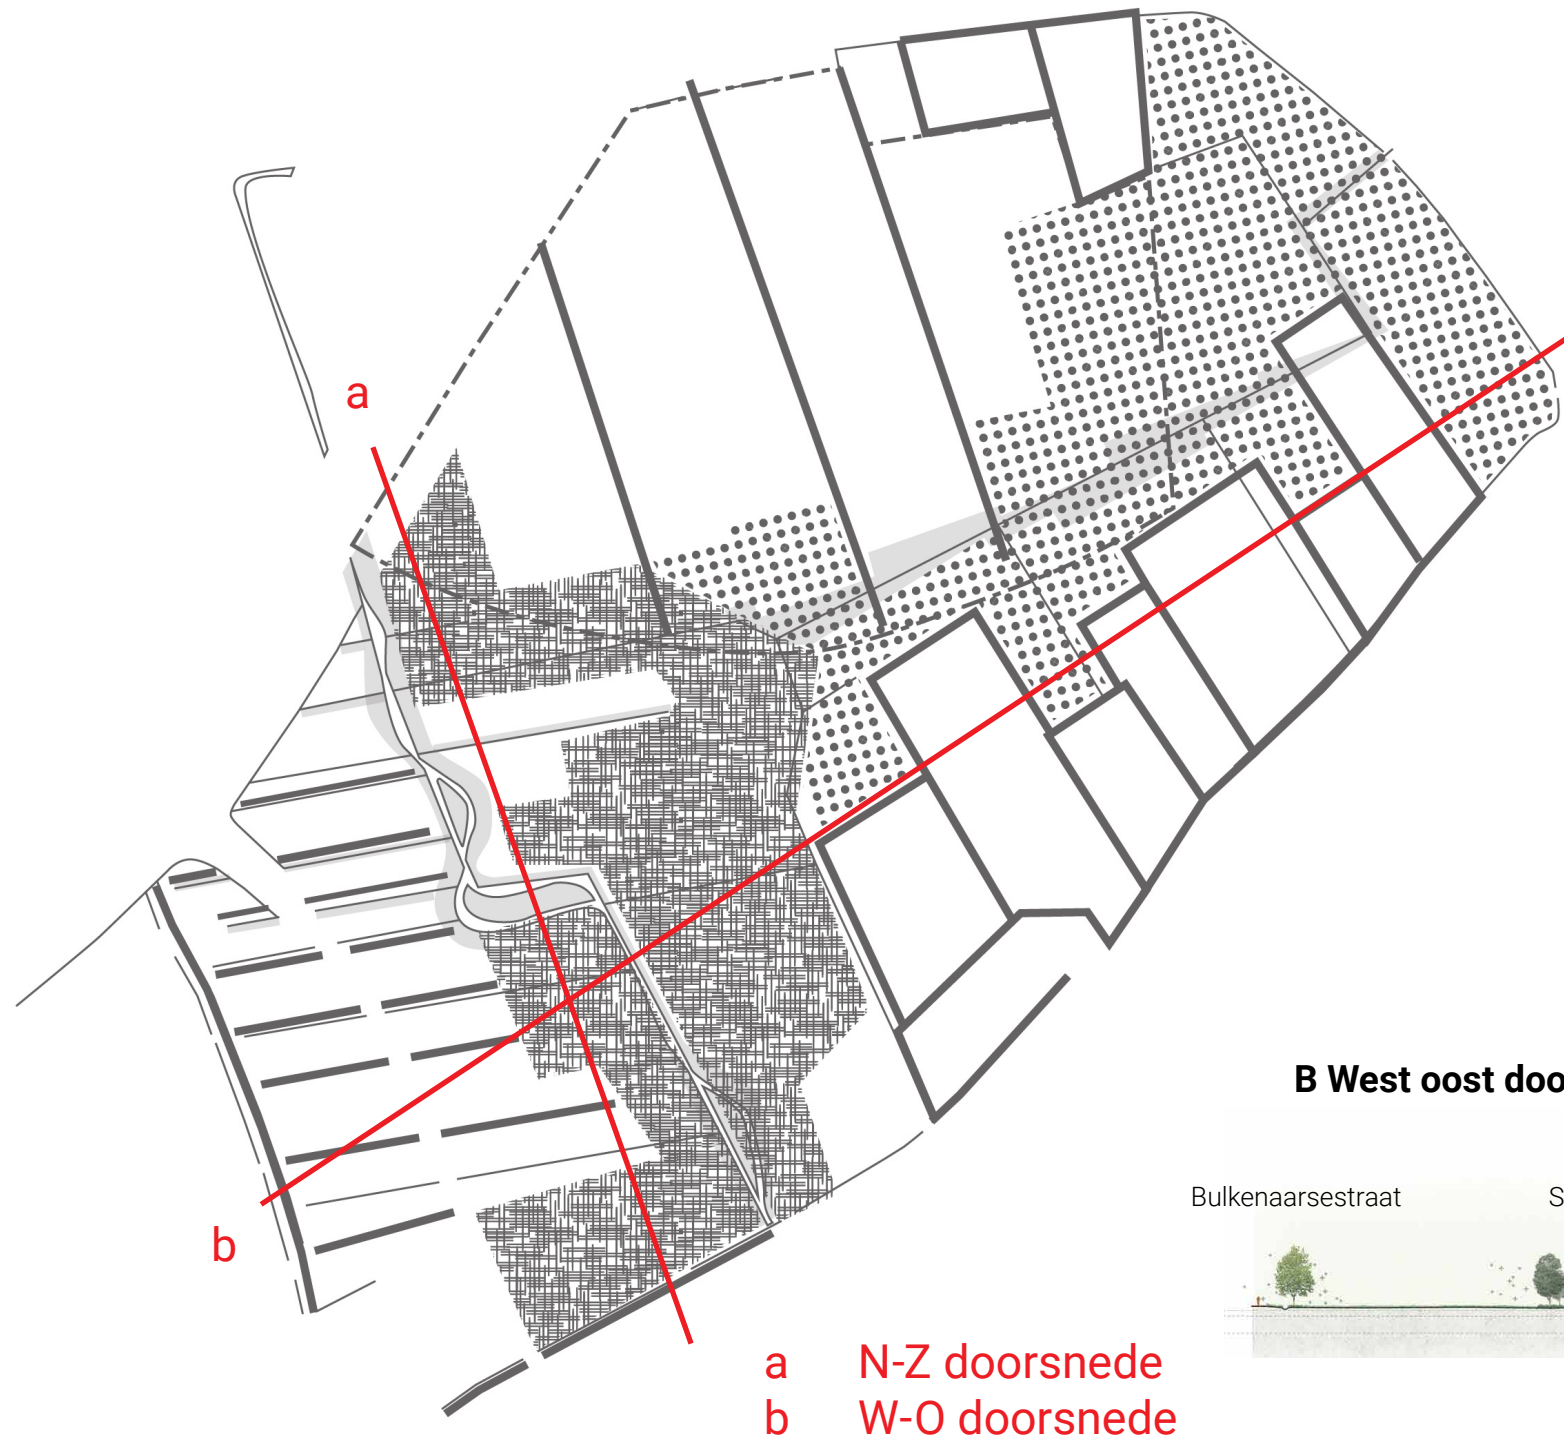 a
b
B West oost doo
Bulkenaarsestraat S
a N-Z doorsnede
b W-O doorsnede